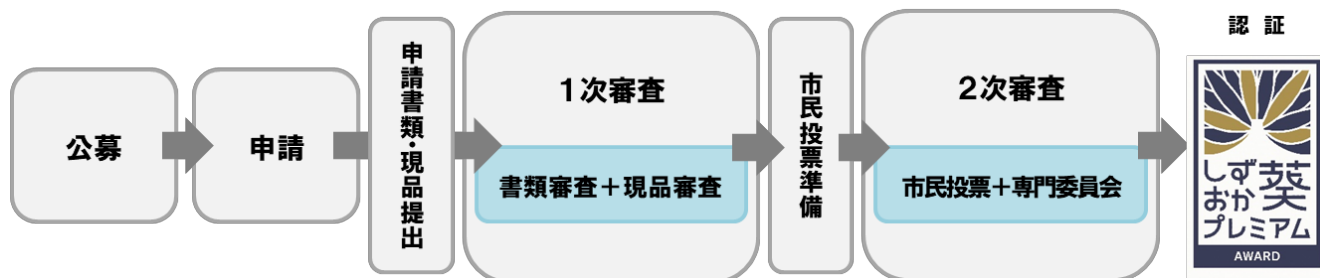 公募
申請
申請書類・現品提出
1次審査
書類審査＋現品審査
市民投票準備
2次審査
市民投票＋専門委員会
認 証
しず
おか葵
プレミアム
AWARD